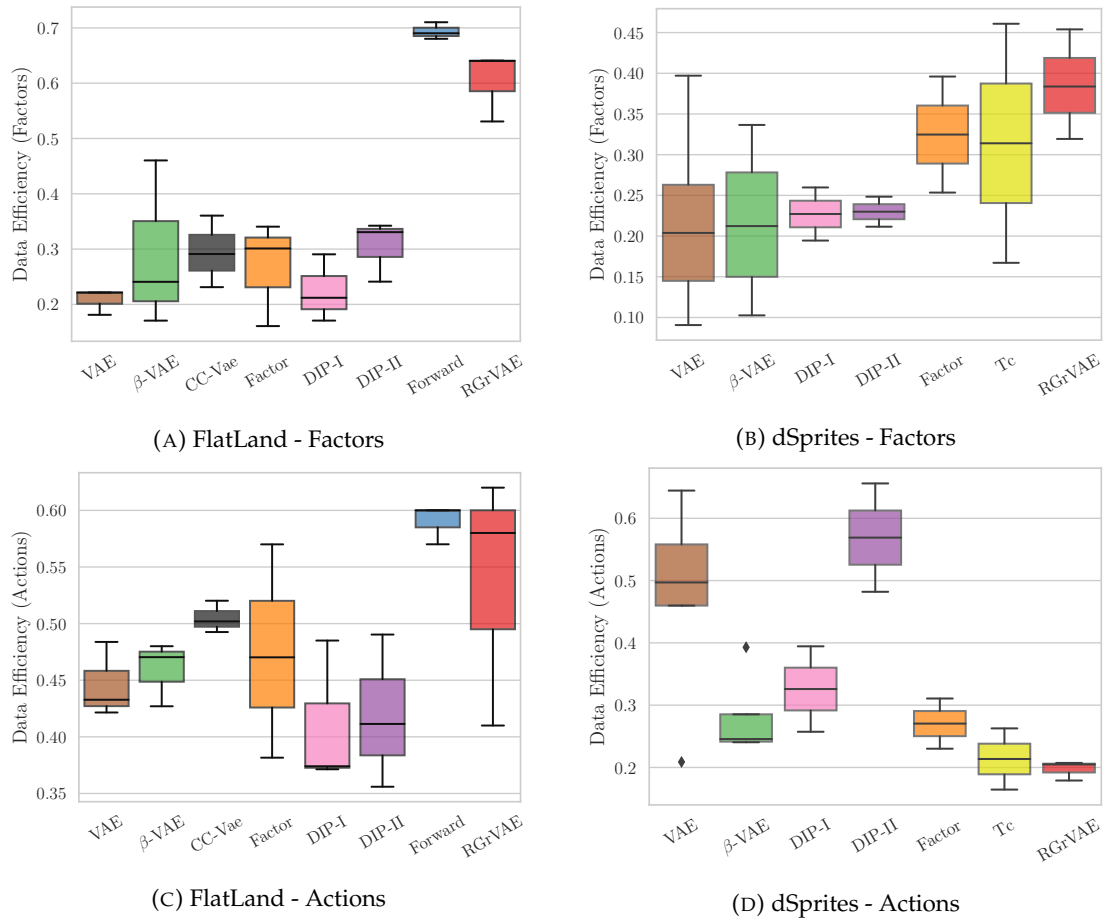 Data Efficiency (Factors)
0.7
0.6
0.5
0.4
0.3
0.2
VAE
β-VAE
CC-Vae
Factor
DIP-I
DIP-II
Forward
RGrVAE
(A) FlatLand - Factors
Data Efficiency (Factors)
0.45
0.40
0.35
0.30
0.25
0.20
0.15
0.10
VAE
β-VAE
DIP-I
DIP-II
Factor
Tc
RGrVAE
(B) dSprites - Factors
Data Efficiency (Actions)
0.60
0.55
0.50
0.45
0.40
0.35
VAE
β-VAE
CC-Vae
Factor
DIP-I
DIP-II
Forward
RGrVAE
(C) FlatLand - Actions
Data Efficiency (Actions)
0.6
0.5
0.4
0.3
0.2
VAE
β-VAE
DIP-I
DIP-II
Factor
Tc
RGrVAE
(D) dSprites - Actions